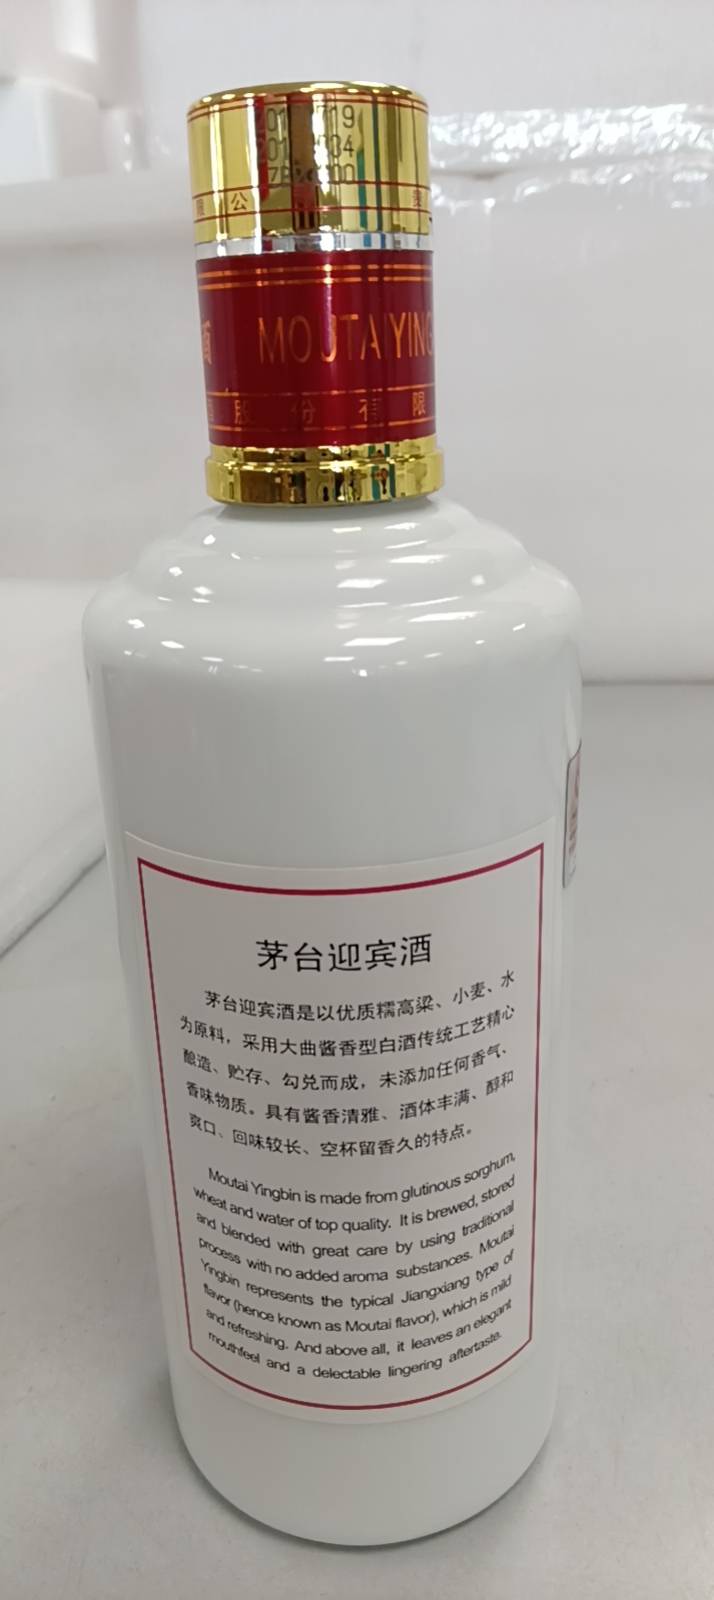 限公 贵
酒 MOUTAI YING
酒股份有限
茅台迎宾酒
茅台迎宾酒是以优质糯高粱、小麦、水
为原料，采用大曲酱香型白酒传统工艺精心
酿造、贮存、勾兑而成，未添加任何香气、
香味物质。具有酱香清雅、酒体丰满、醇和
爽口、回味较长、空杯留香久的特点。
Moutai Yingbin is made from glutinous sorghum,
wheat and water of top quality. It is brewed, stored
and blended with great care by using traditional
process with no added aroma substances. Moutai
Yingbin represents the typical Jiangxiang type of
flavor (hence known as Moutai flavor), which is mild
and refreshing. And above all, it leaves an elegant
mouthfeel and a delectable lingering aftertaste.